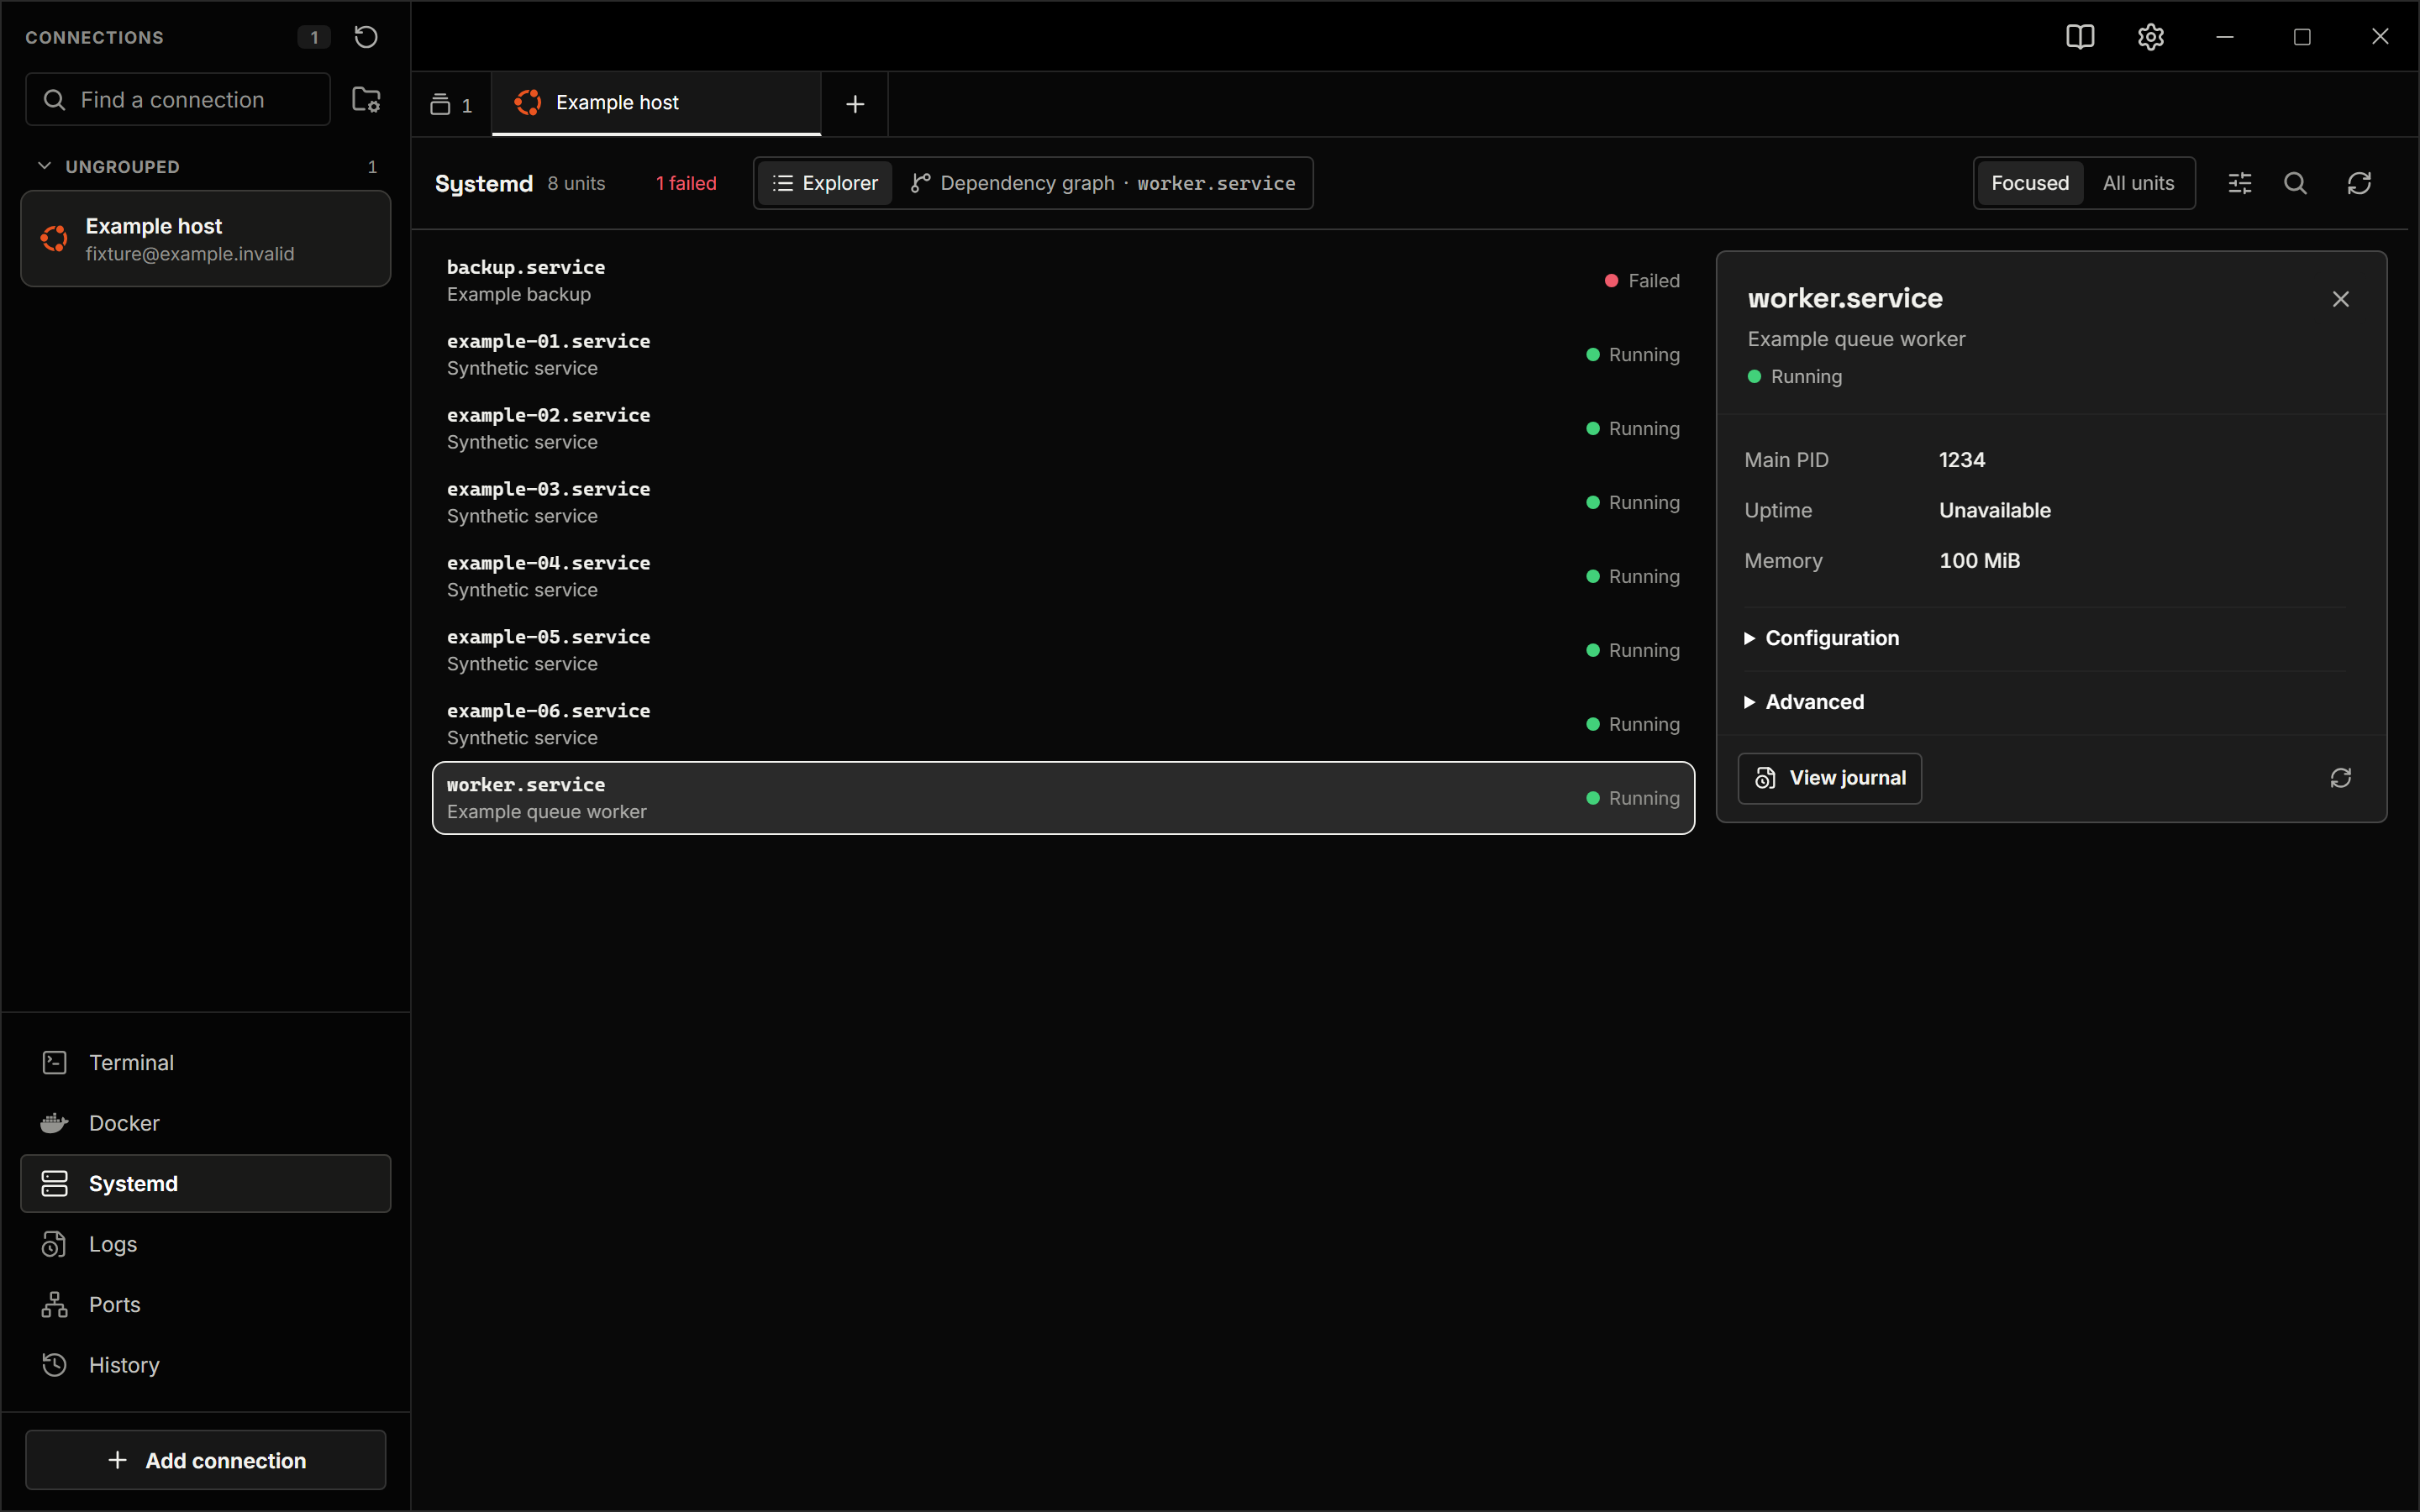 CONNECTIONS
1
Find a connection
UNGROUPED
1
Example host
fixture@example.invalid
Terminal
Docker
Systemd
Logs
Ports
History
Add connection
1
Example host
Systemd
8 units
1 failed
Explorer
Dependency graph · worker.service
Focused
All units
backup.service
Example backup
Failed
example-01.service
Synthetic service
Running
example-02.service
Synthetic service
Running
example-03.service
Synthetic service
Running
example-04.service
Synthetic service
Running
example-05.service
Synthetic service
Running
example-06.service
Synthetic service
Running
worker.service
Example queue worker
Running
worker.service
Example queue worker
Running
Main PID 1234
Uptime Unavailable
Memory 100 MiB
Configuration
Advanced
View journal